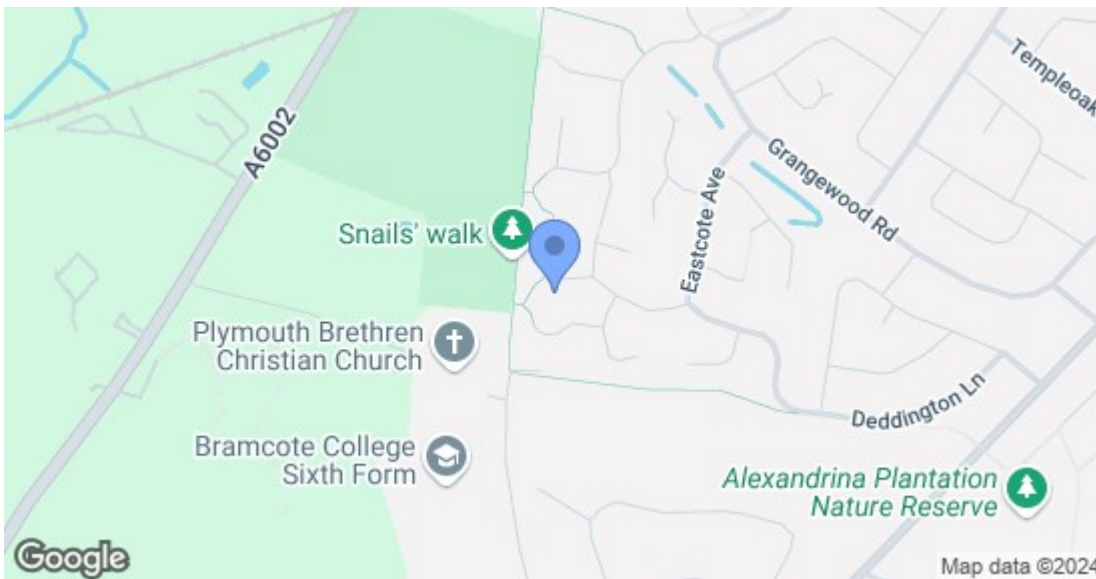 Templeoak
A6002
Grangewood Rd
Snails' walk
Eastcote Ave
Plymouth Brethren
Christian Church
Deddington Ln
Bramcote College
Sixth Form
Alexandrina Plantation
Nature Reserve
Google
Map data ©2024